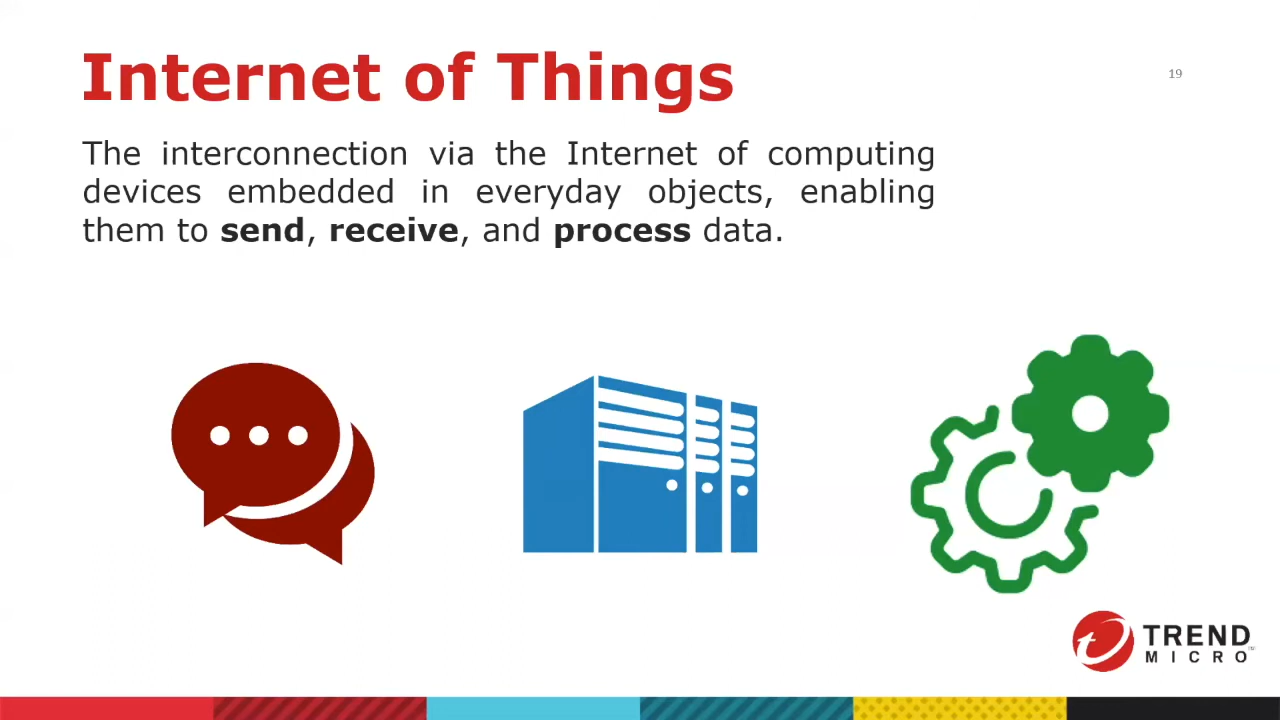 Internet of Things
19
The interconnection via the Internet of computing
devices embedded in everyday objects, enabling
them to send, receive, and process data.
TREND
MICRO